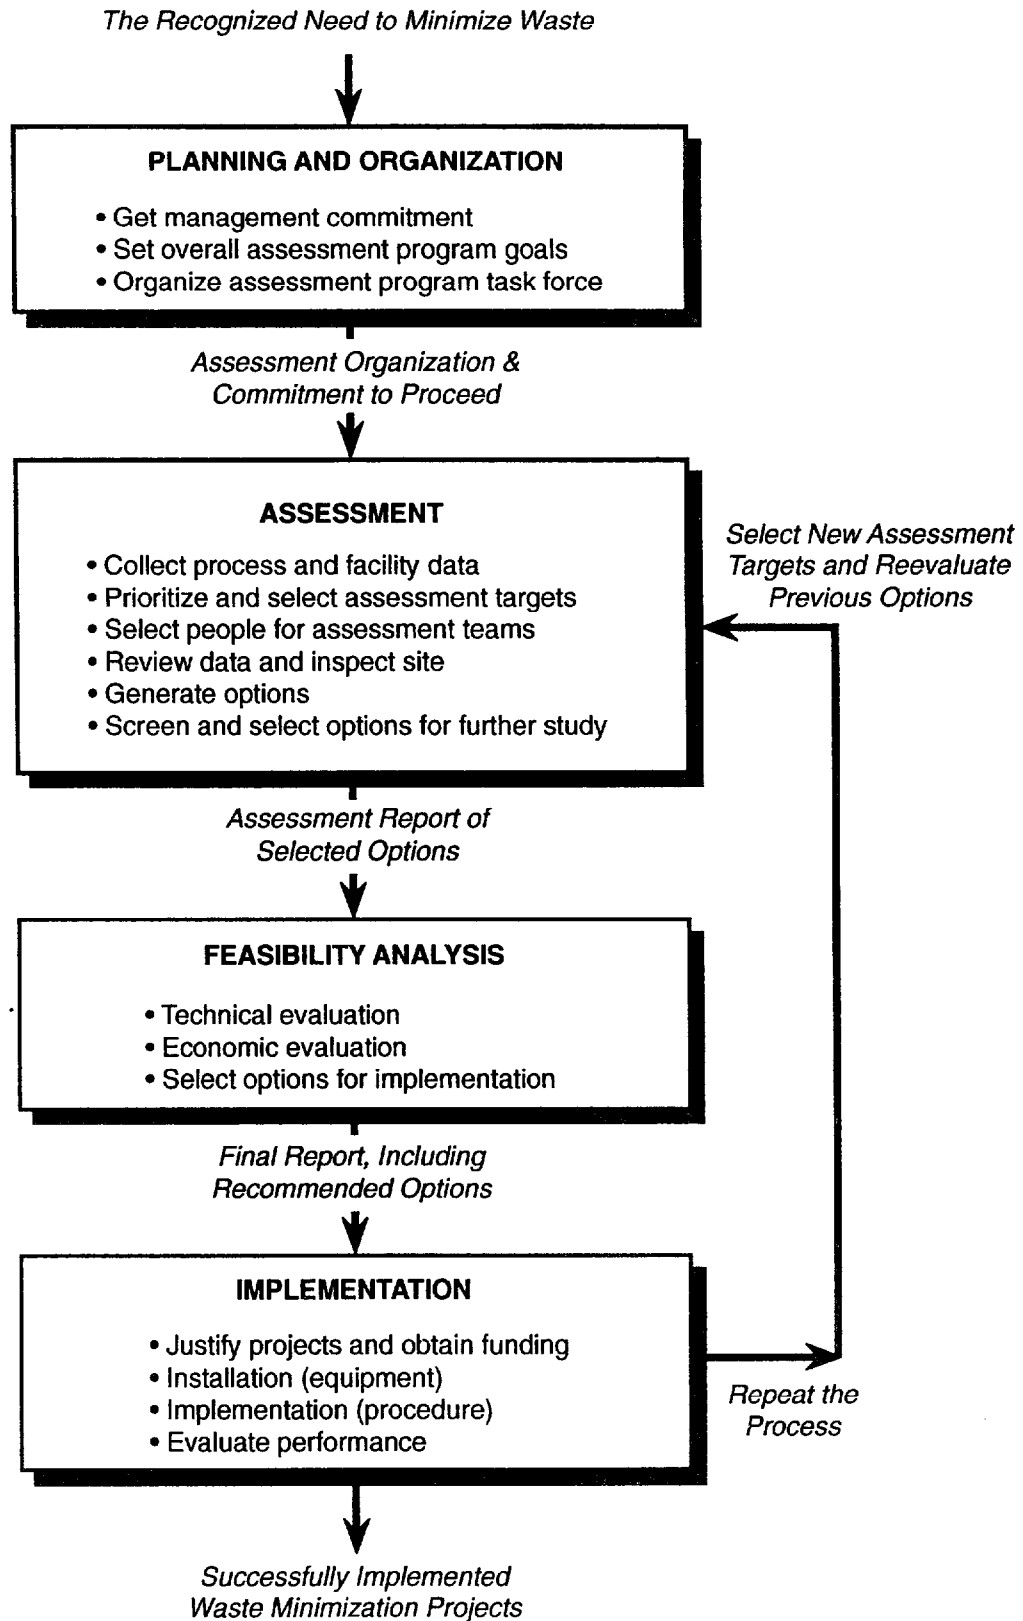 The Recognized Need to Minimize Waste
PLANNING AND ORGANIZATION
• Get management commitment
• Set overall assessment program goals
• Organize assessment program task force
Assessment Organization &
Commitment to Proceed
ASSESSMENT
• Collect process and facility data
• Prioritize and select assessment targets
• Select people for assessment teams
• Review data and inspect site
• Generate options
• Screen and select options for further study
Select New Assessment
Targets and Reevaluate
Previous Options
Assessment Report of
Selected Options
FEASIBILITY ANALYSIS
• Technical evaluation
• Economic evaluation
• Select options for implementation
Final Report, Including
Recommended Options
IMPLEMENTATION
• Justify projects and obtain funding
• Installation (equipment)
• Implementation (procedure)
• Evaluate performance
Repeat the
Process
Successfully Implemented
Waste Minimization Projects